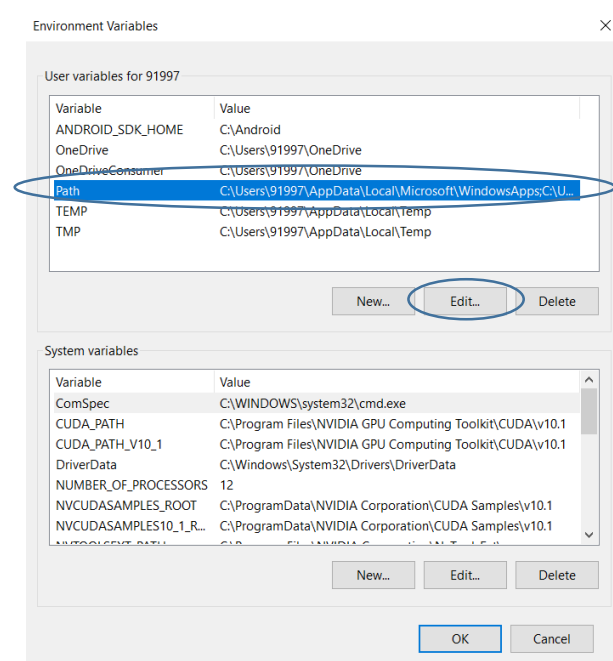 Environment Variables
User variables for 91997
Variable Value
ANDROID_SDK_HOME C:\Android
OneDrive C:\Users\91997\OneDrive
OneDriveConsumer C:\Users\91997\OneDrive
Path C:\Users\91997\AppData\Local\Microsoft\WindowsApps;C:\U...
TEMP C:\Users\91997\AppData\Local\Temp
TMP C:\Users\91997\AppData\Local\Temp
New... Edit... Delete
System variables
Variable Value
ComSpec C:\WINDOWS\system32\cmd.exe
CUDA_PATH C:\Program Files\NVIDIA GPU Computing Toolkit\CUDA\v10.1
CUDA_PATH_V10_1 C:\Program Files\NVIDIA GPU Computing Toolkit\CUDA\v10.1
DriverData C:\Windows\System32\Drivers\DriverData
NUMBER_OF_PROCESSORS 12
NVCUDASAMPLES_ROOT C:\ProgramData\NVIDIA Corporation\CUDA Samples\v10.1
NVCUDASAMPLES10_1_R... C:\ProgramData\NVIDIA Corporation\CUDA Samples\v10.1
New... Edit... Delete
OK Cancel